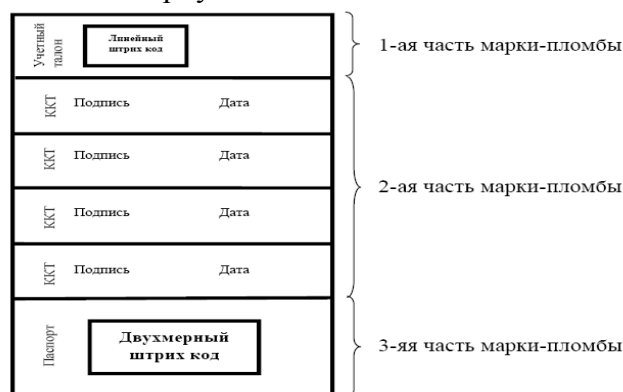 Учетный
талон
Линейный
штрих код
1-ая часть марки-пломбы
ККТ Подпись Дата
ККТ Подпись Дата
2-ая часть марки-пломбы
ККТ Подпись Дата
ККТ Подпись Дата
Паспорт
Двухмерный
штрих код
3-яя часть марки-пломбы